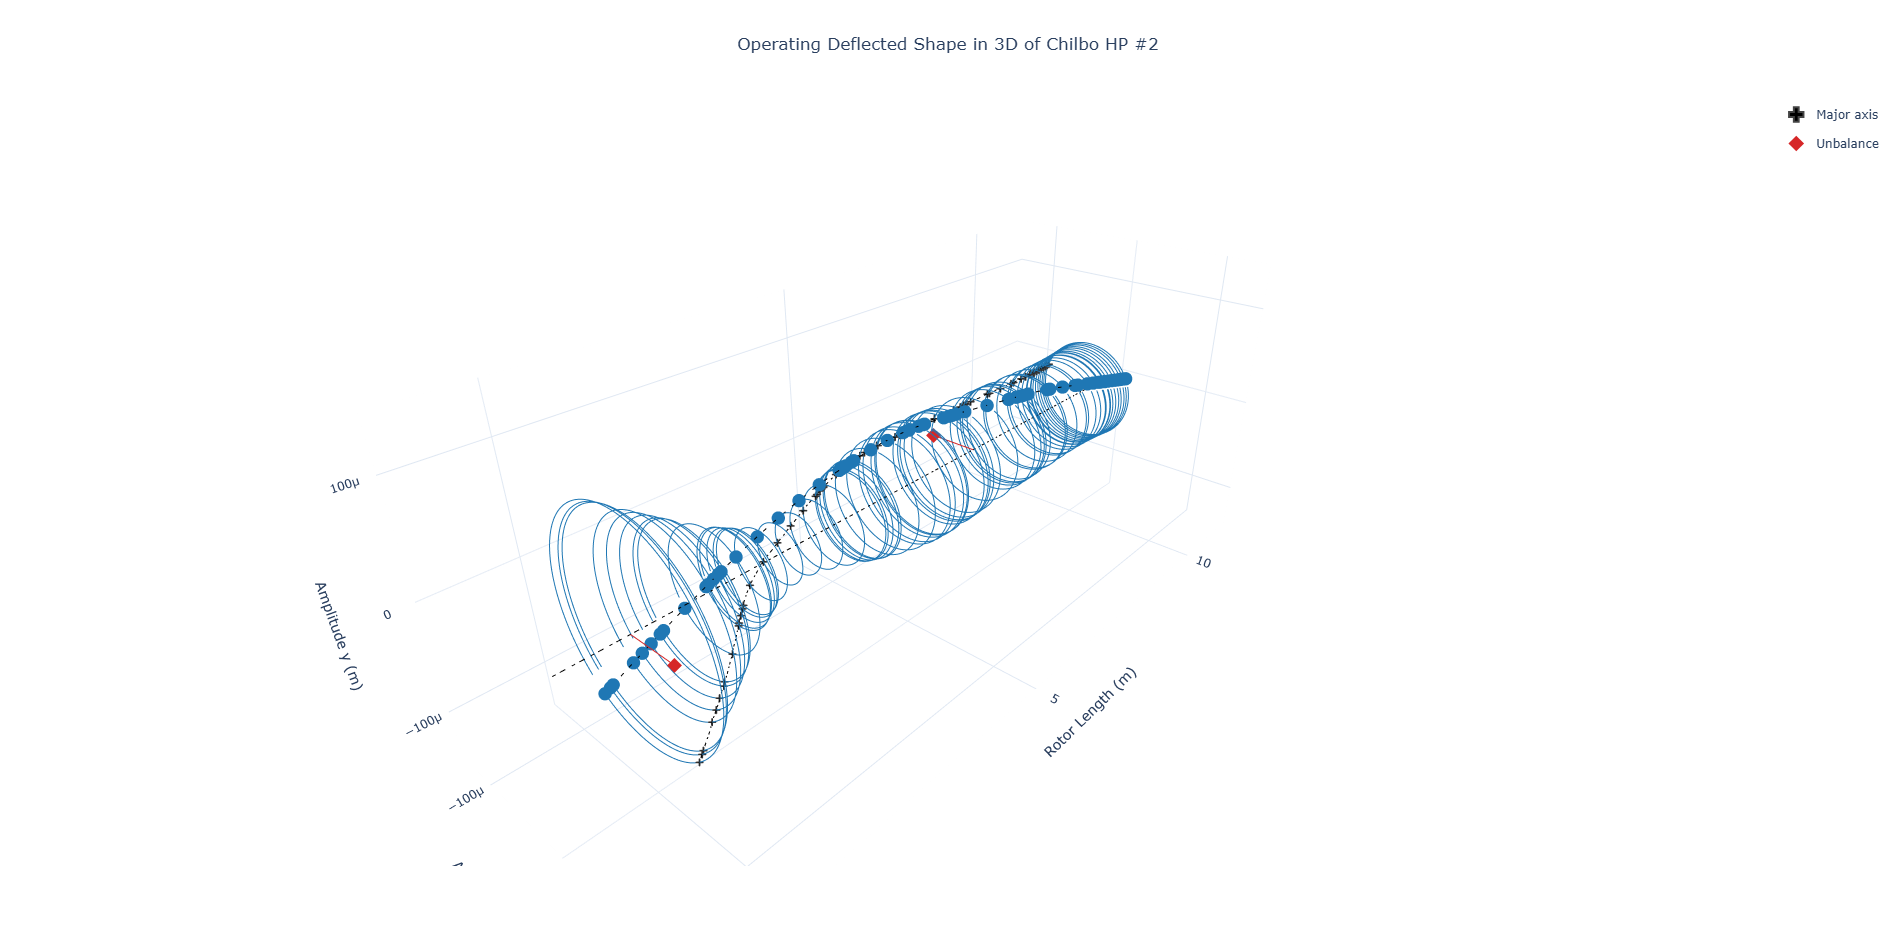 Operating Deflected Shape in 3D of Chilbo HP #2
Major axis
Unbalance
100μ
0
−100μ
−100μ
Amplitude y (m)
10
5
Rotor Length (m)